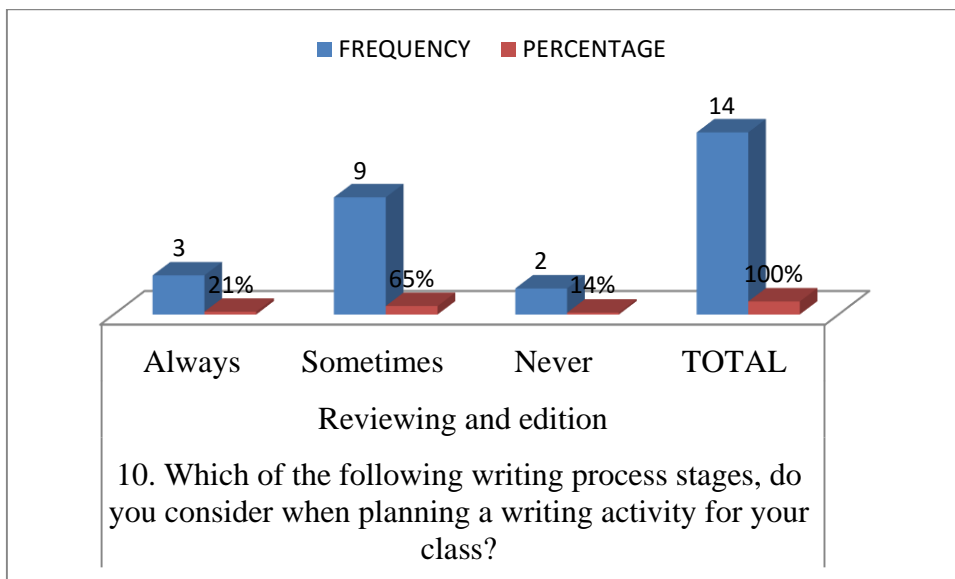 FREQUENCY PERCENTAGE
14
9
3
2
21%
65%
14%
100%
Always Sometimes Never TOTAL
Reviewing and edition
10. Which of the following writing process stages, do
you consider when planning a writing activity for your
class?